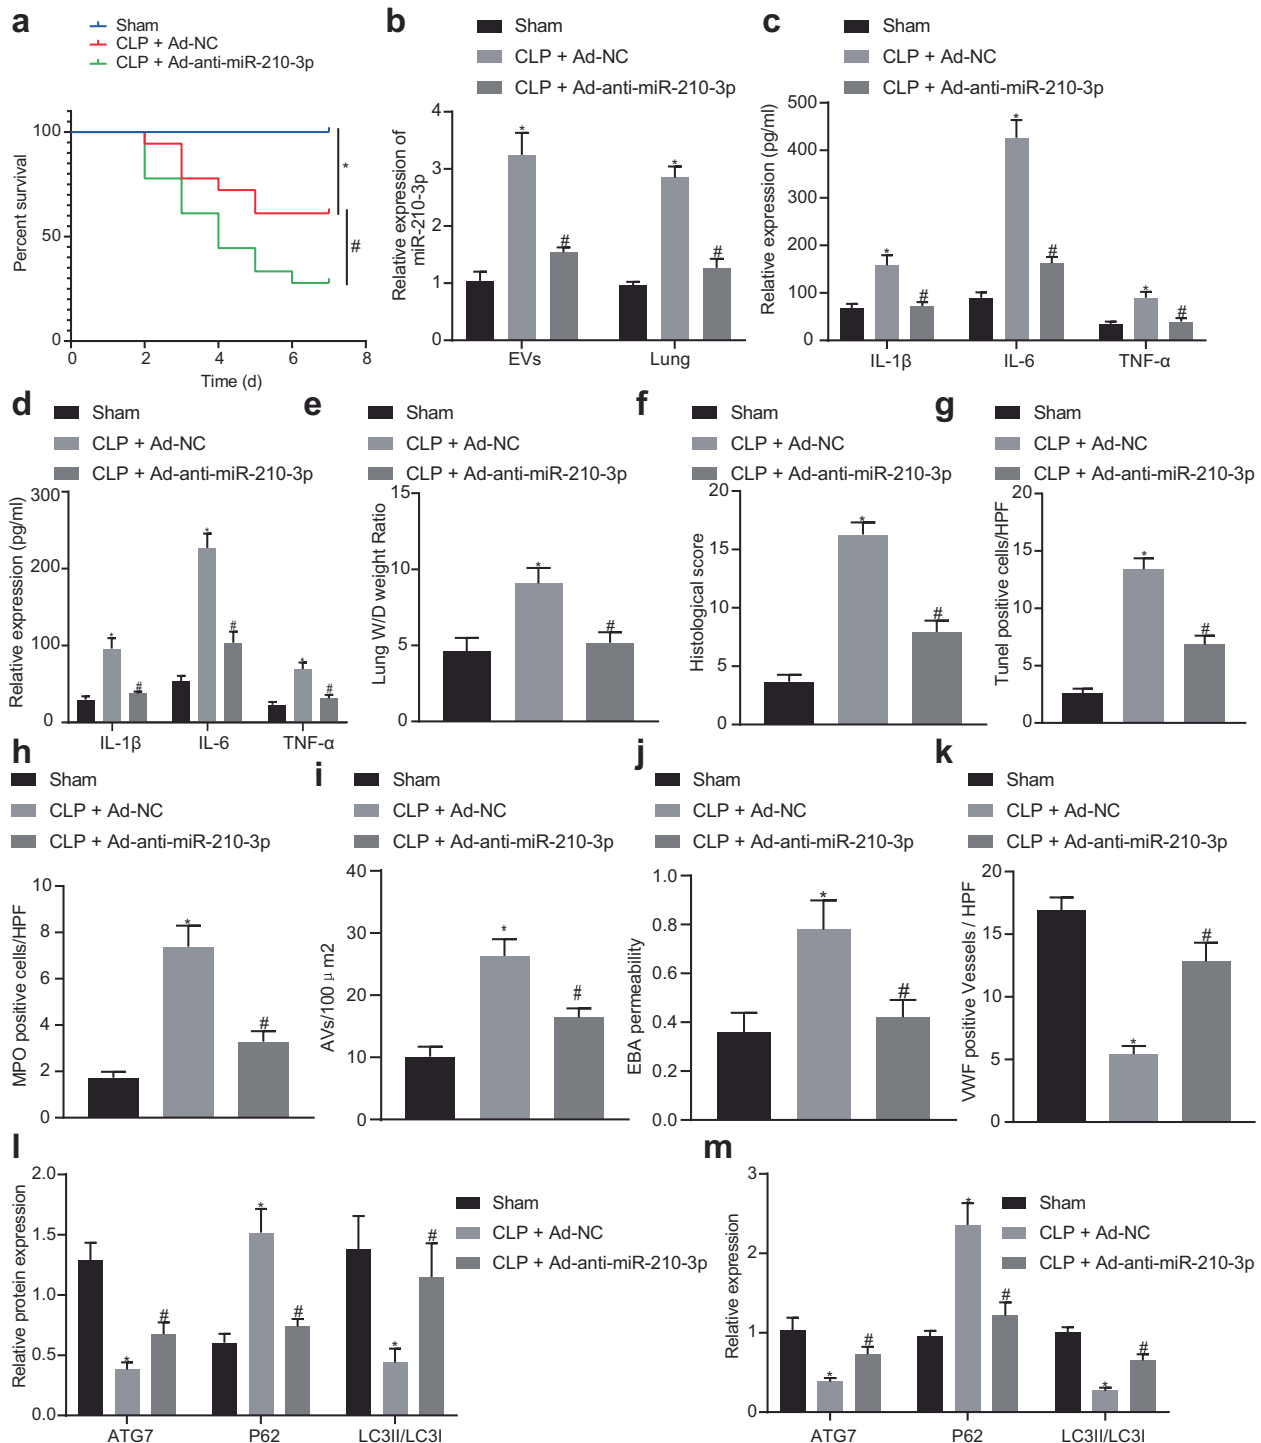 a
Sham
CLP + Ad-NC
CLP + Ad-anti-miR-210-3p
Percent survival
100
50
0
0 2 4 6 8
Time (d)
*
#
b
Sham
CLP + Ad-NC
CLP + Ad-anti-miR-210-3p
Relative expression of
miR-210-3p
4
3
2
1
0
* # * #
EVs Lung
c
Sham
CLP + Ad-NC
CLP + Ad-anti-miR-210-3p
Relative expression (pg/ml)
500
400
300
200
100
0
* # * # * #
IL-1β IL-6 TNF-α
d
Sham
CLP + Ad-NC
CLP + Ad-anti-miR-210-3p
Relative expression (pg/ml)
300
200
100
0
* # * # * #
IL-1β IL-6 TNF-α
e
Sham
CLP + Ad-NC
CLP + Ad-anti-miR-210-3p
Lung W/D weight Ratio
15
10
5
0
* #
f
Sham
CLP + Ad-NC
CLP + Ad-anti-miR-210-3p
Histological score
20
15
10
5
0
* #
g
Sham
CLP + Ad-NC
CLP + Ad-anti-miR-210-3p
Tunel positive cells/HPF
20
15
10
5
0
* #
h
Sham
CLP + Ad-NC
CLP + Ad-anti-miR-210-3p
MPO positive cells/HPF
10
8
6
4
2
0
* #
i
Sham
CLP + Ad-NC
CLP + Ad-anti-miR-210-3p
AVs/100 μ m2
40
30
20
10
0
* #
j
Sham
CLP + Ad-NC
CLP + Ad-anti-miR-210-3p
EBA permeability
1.0
0.8
0.6
0.4
0.2
0.0
* #
k
Sham
CLP + Ad-NC
CLP + Ad-anti-miR-210-3p
VWF positive Vessels / HPF
20
15
10
5
0
* #
l
Sham
CLP + Ad-NC
CLP + Ad-anti-miR-210-3p
Relative protein expression
2.0
1.5
1.0
0.5
0.0
* # * # * #
ATG7 P62 LC3II/LC3I
m
Sham
CLP + Ad-NC
CLP + Ad-anti-miR-210-3p
Relative expression
3
2
1
0
* # * # * #
ATG7 P62 LC3II/LC3I